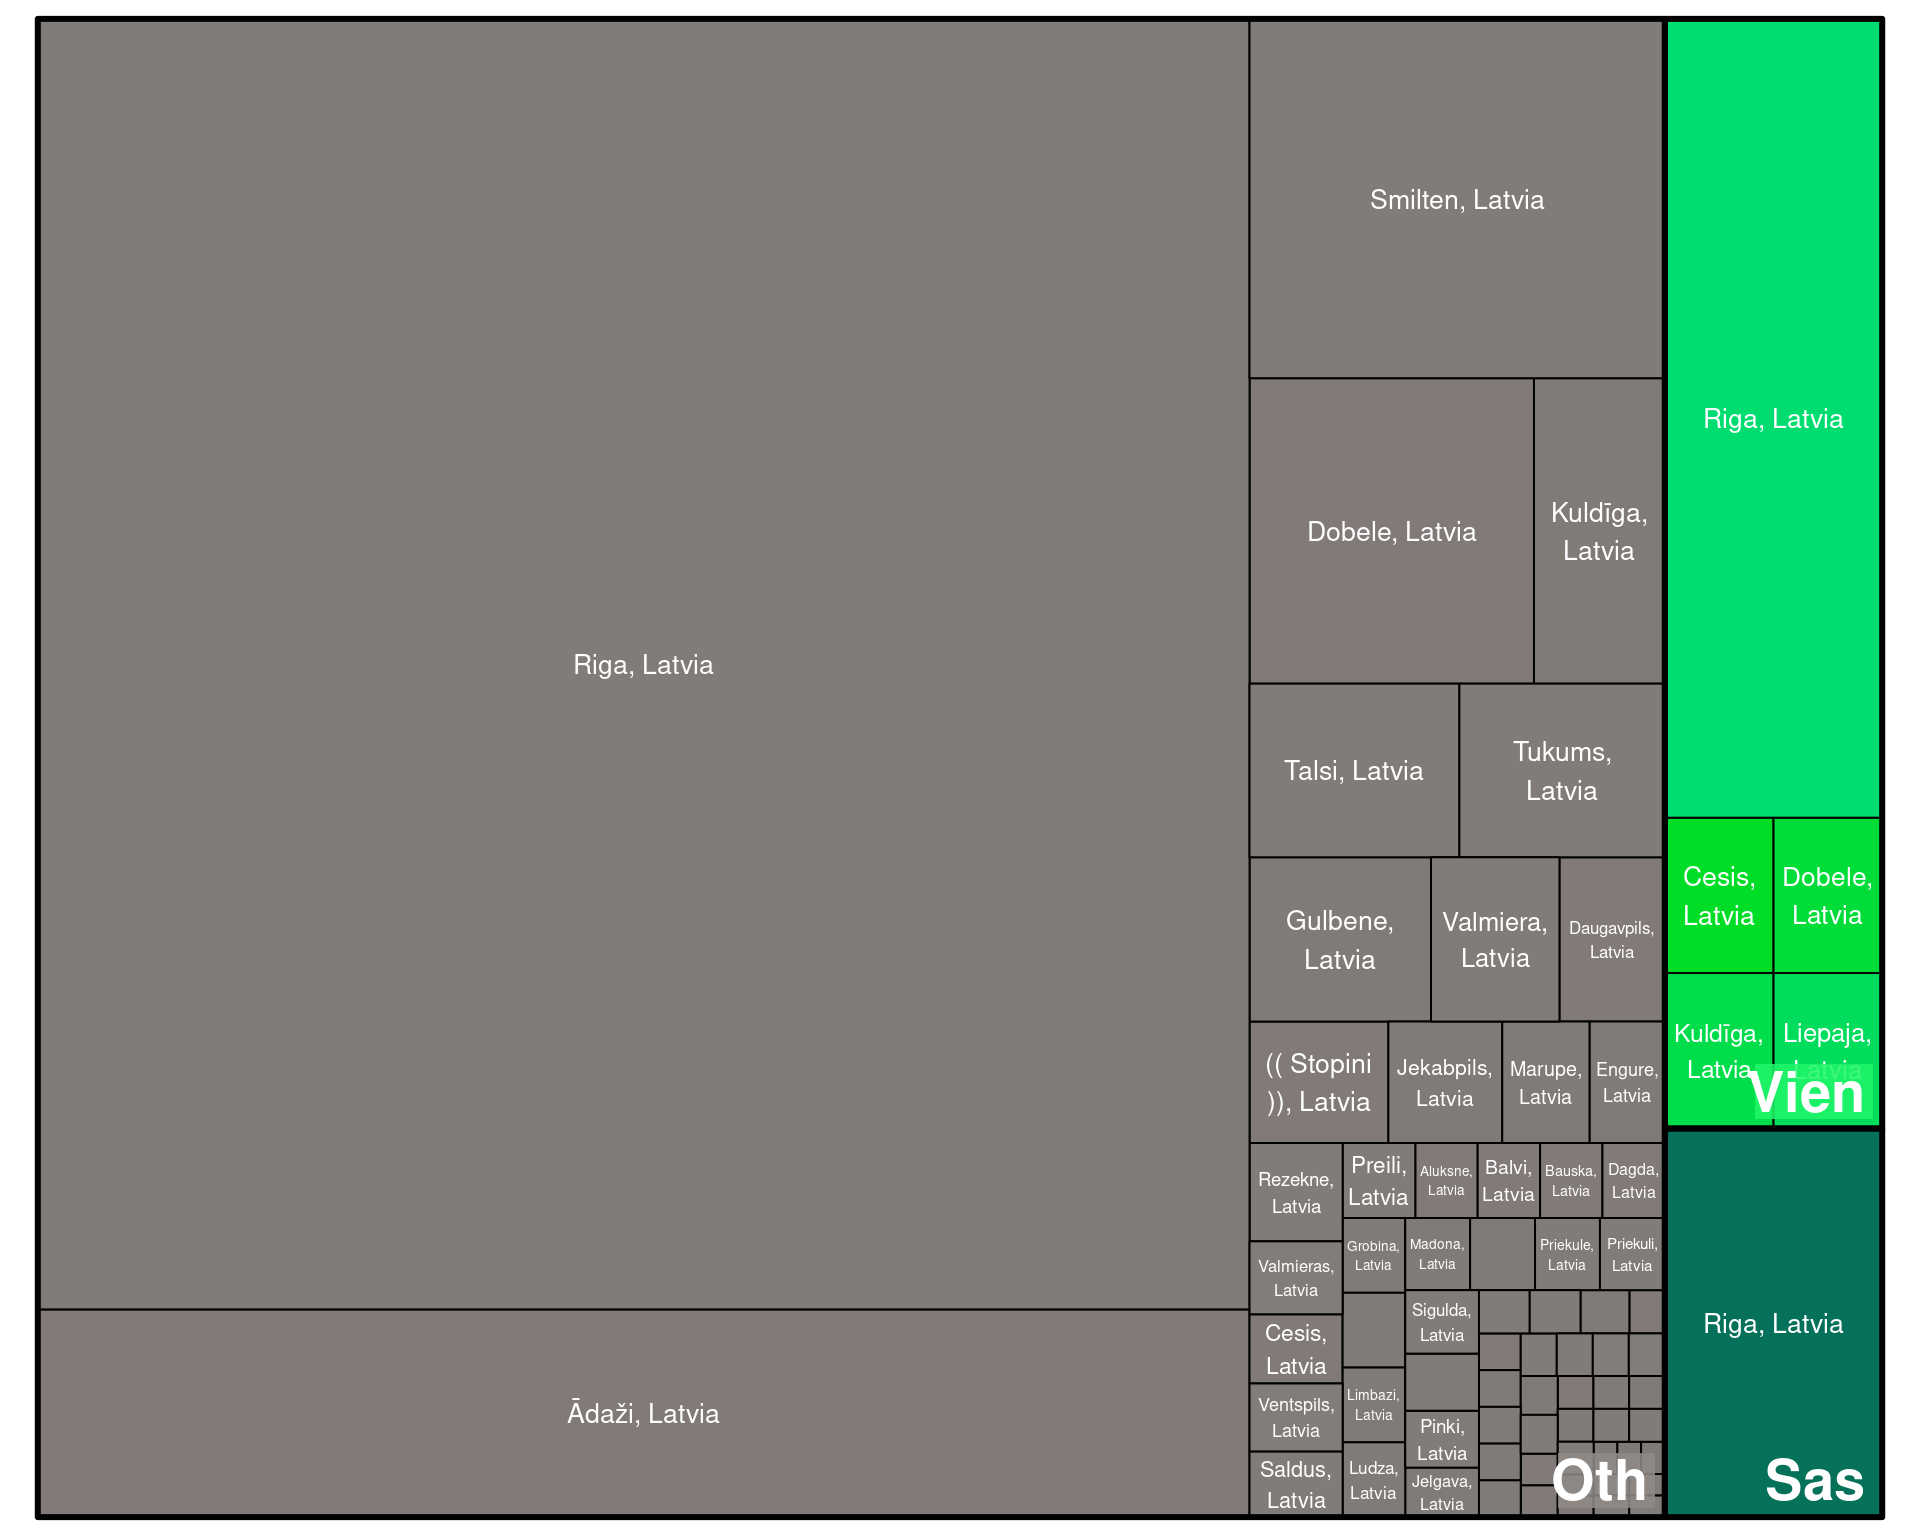 Riga, Latvia
Ādaži, Latvia
Smilten, Latvia
Dobele, Latvia
Kuldīga,
Latvia
Talsi, Latvia
Tukums,
Latvia
Gulbene,
Latvia
Valmiera,
Latvia
Daugavpils,
Latvia
(( Stopini
)), Latvia
Jekabpils,
Latvia
Marupe,
Latvia
Engure,
Latvia
Rezekne,
Latvia
Valmieras,
Latvia
Cesis,
Latvia
Ventspils,
Latvia
Saldus,
Latvia
Preili,
Latvia
Aluksne,
Latvia
Balvi,
Latvia
Bauska,
Latvia
Dagda,
Latvia
Grobina,
Latvia
Madona,
Latvia
Priekule,
Latvia
Priekuli,
Latvia
Sigulda,
Latvia
Limbazi,
Latvia
Pinki,
Latvia
Ludza,
Latvia
Jelgava,
Latvia
Oth
Riga, Latvia
Cesis,
Latvia
Dobele,
Latvia
Kuldīga,
Latvia
Liepaja,
Latvia
Vien
Riga, Latvia
Sas